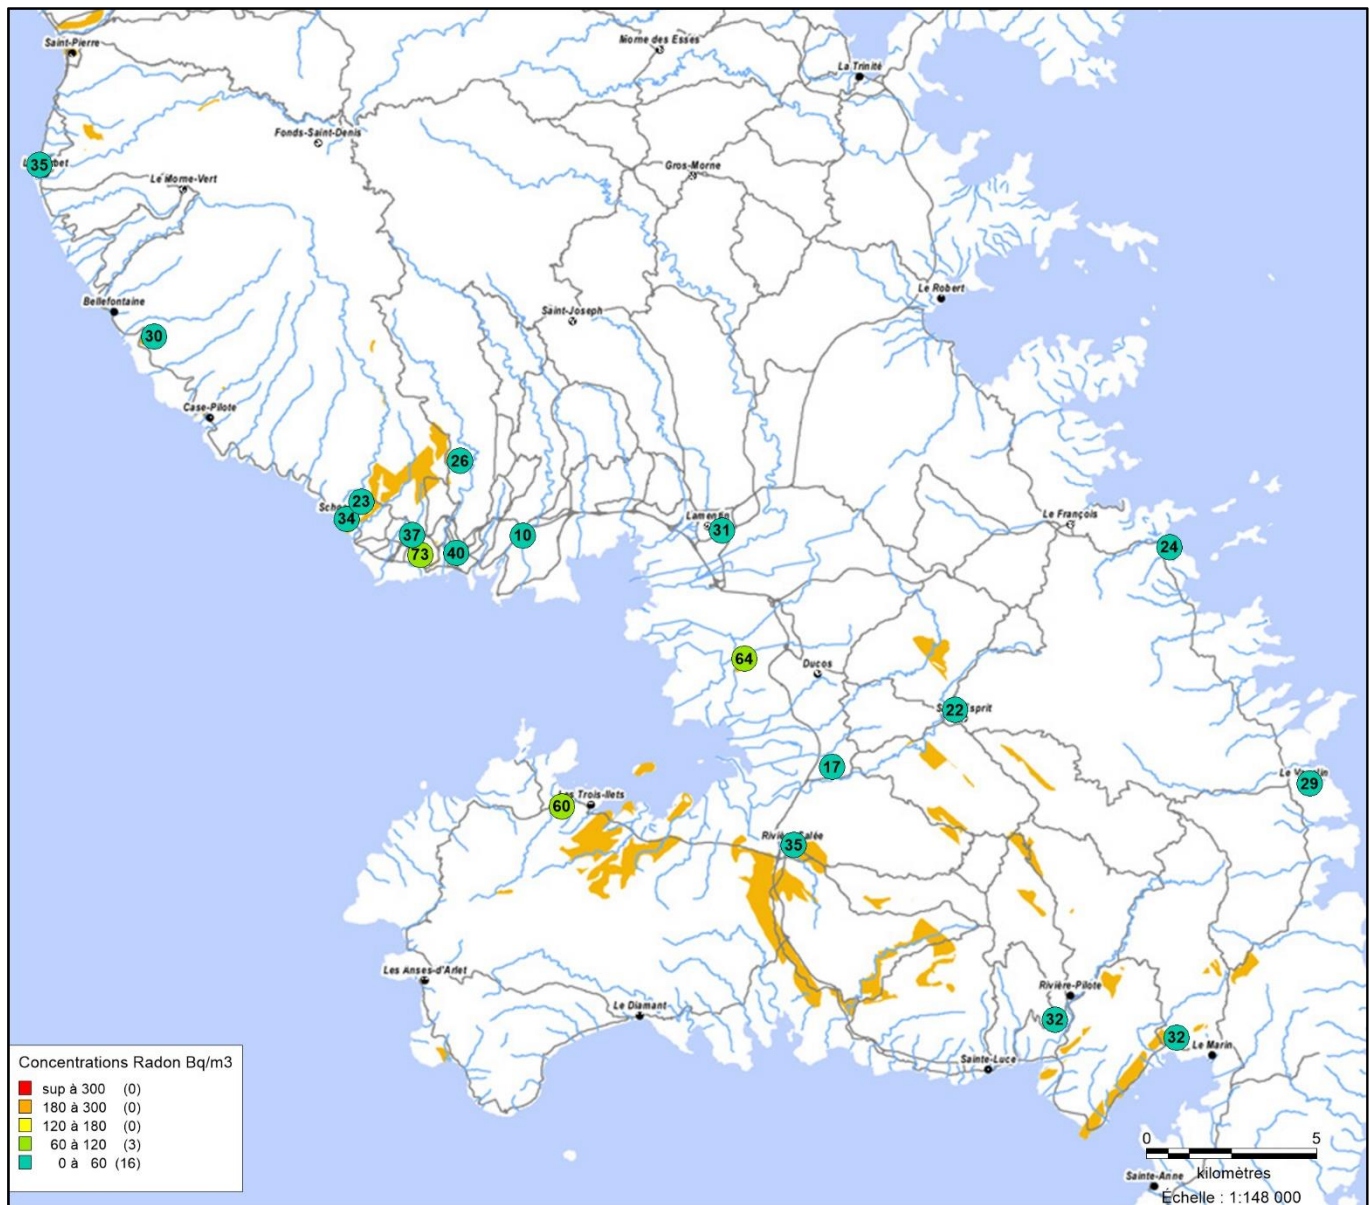 Saint-Pierre
Morne des Esses
La Trinité
Fonds-Saint-Denis
35
Gros-Morne
Le Morne-Vert
Bellefontaine
Le Robert
Saint-Joseph
30
Case-Pilote
26
23
34
Lamentin
31
Le François
37
10
73
40
24
64
Ducos
22
17
Le Vauclin
29
60
Les Trois-Ilets
Rivière-Salée
35
Les Anses-d'Arlet
Rivière-Pilote
Le Diamant
32
32
Le Marin
Sainte-Luce
Concentrations Radon Bq/m3
sup à 300 (0)
180 à 300 (0)
120 à 180 (0)
60 à 120 (3)
0 à 60 (16)
0 5
kilomètres
Sainte-Anne
Échelle : 1:148 000